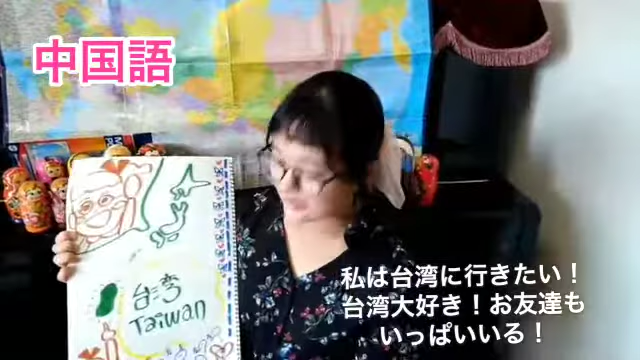 中国語
台湾
Taiwan
私は台湾に行きたい！
台湾大好き！お友達も
いっぱいいる！